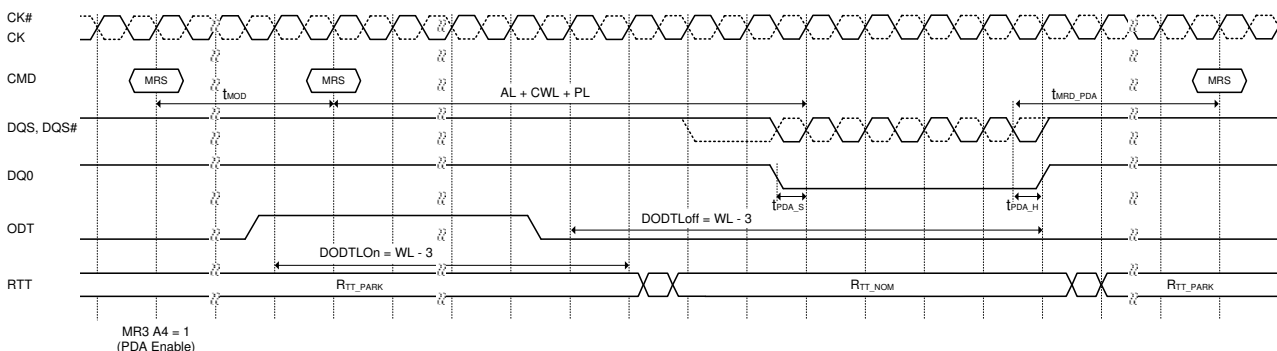 CK#
CK
CMD
MRS
MRS
MRS
tMOD
AL + CWL + PL
tMRD_PDA
DQS, DQS#
DQ0
tPDA_S
tPDA_H
ODT
DODTLoff = WL - 3
DODTLOn = WL - 3
RTT
RTT_PARK
RTT_NOM
RTT_PARK
MR3 A4 = 1
(PDA Enable)